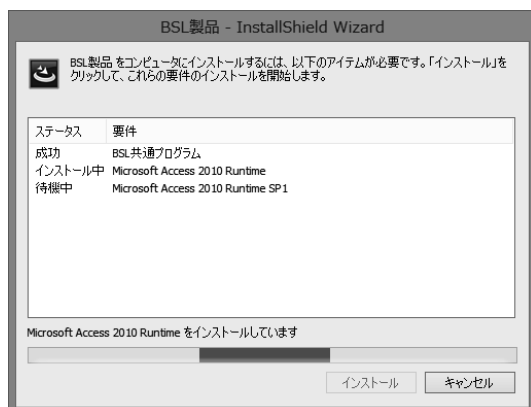 BSL製品 - InstallShield Wizard
BSL製品 をコンピュータにインストールするには、以下のアイテムが必要です。「インストール」を
クリックして、これらの要件のインストールを開始します。
ステータス 要件
成功 BSL共通プログラム
インストール中 Microsoft Access 2010 Runtime
待機中 Microsoft Access 2010 Runtime SP1
Microsoft Access 2010 Runtime をインストールしています
インストール キャンセル